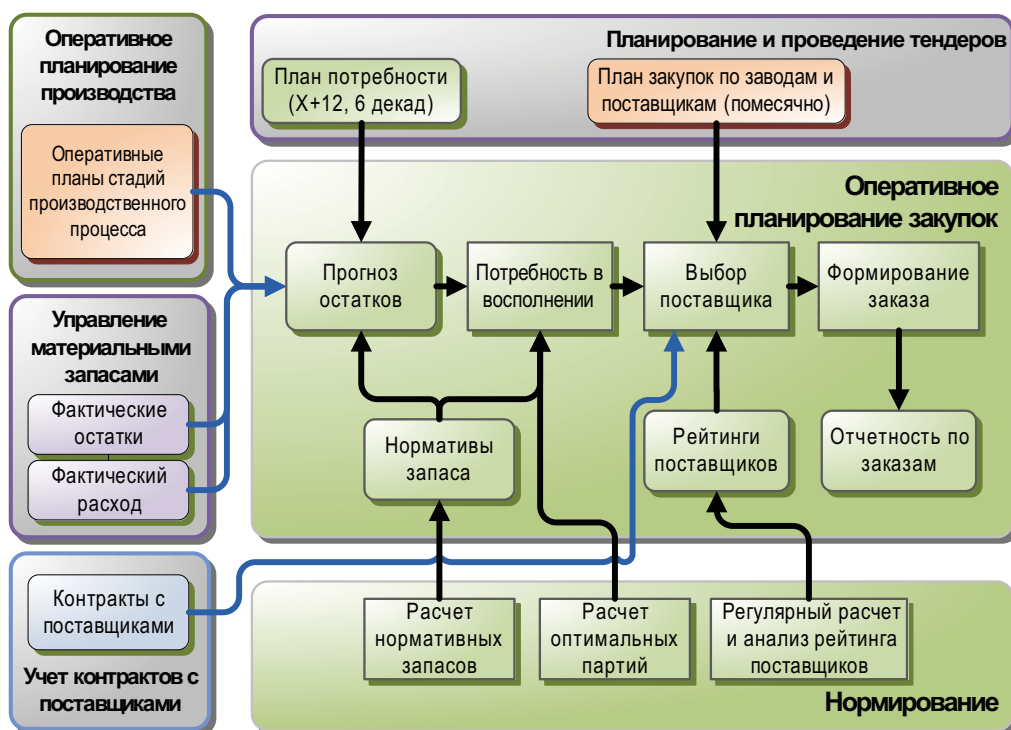 Оперативное
планирование
производства
Оперативные
планы стадий
производственного
процесса
Управление
материальными
запасами
Фактические
остатки
Фактический
расход
Контракты с
поставщиками
Учет контрактов с
поставщиками
Планирование и проведение тендеров
План потребности
(X+12, 6 декад)
План закупок по заводам и
поставщикам (помесячно)
Оперативное
планирование закупок
Прогноз
остатков
Потребность в
восполнении
Выбор
поставщика
Формирование
заказа
Нормативы
запаса
Рейтинги
поставщиков
Отчетность по
заказам
Расчет
нормативных
запасов
Расчет
оптимальных
партий
Регулярный расчет
и анализ рейтинга
поставщиков
Нормирование